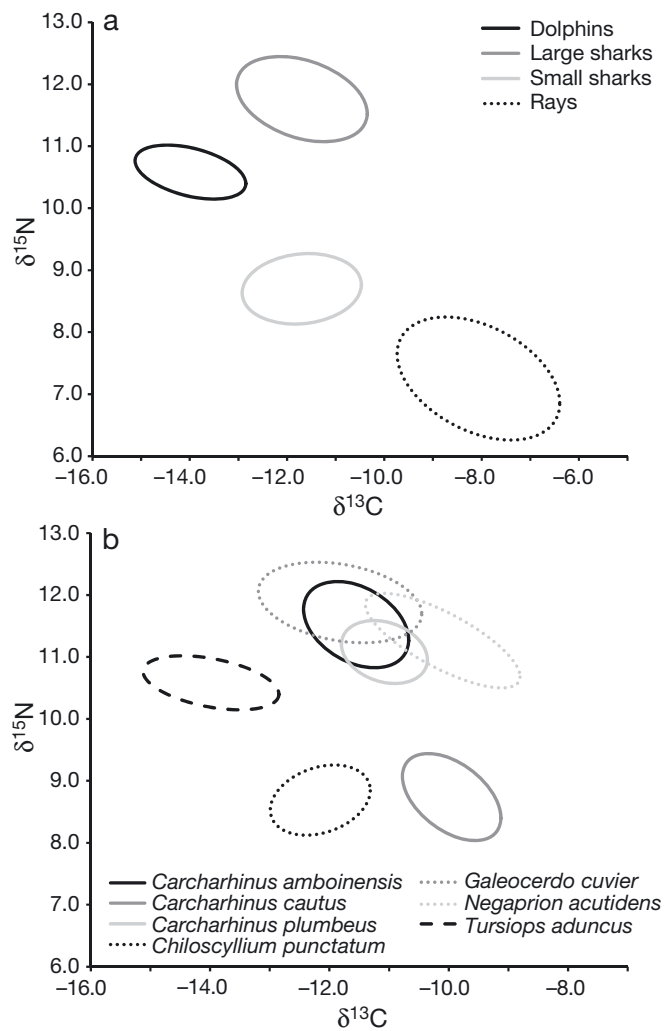 a
13.0
12.0
11.0
10.0
9.0
8.0
7.0
6.0
δ15N
Dolphins
Large sharks
Small sharks
Rays
–16.0 –14.0 –12.0 –10.0 –8.0 –6.0
δ13C
b
13.0
12.0
11.0
10.0
9.0
8.0
7.0
6.0
δ15N
Carcharhinus amboinensis
Carcharhinus cautus
Carcharhinus plumbeus
Chiloscyllium punctatum
Galeocerdo cuvier
Negaprion acutidens
Tursiops aduncus
–16.0 –14.0 –12.0 –10.0 –8.0
δ13C